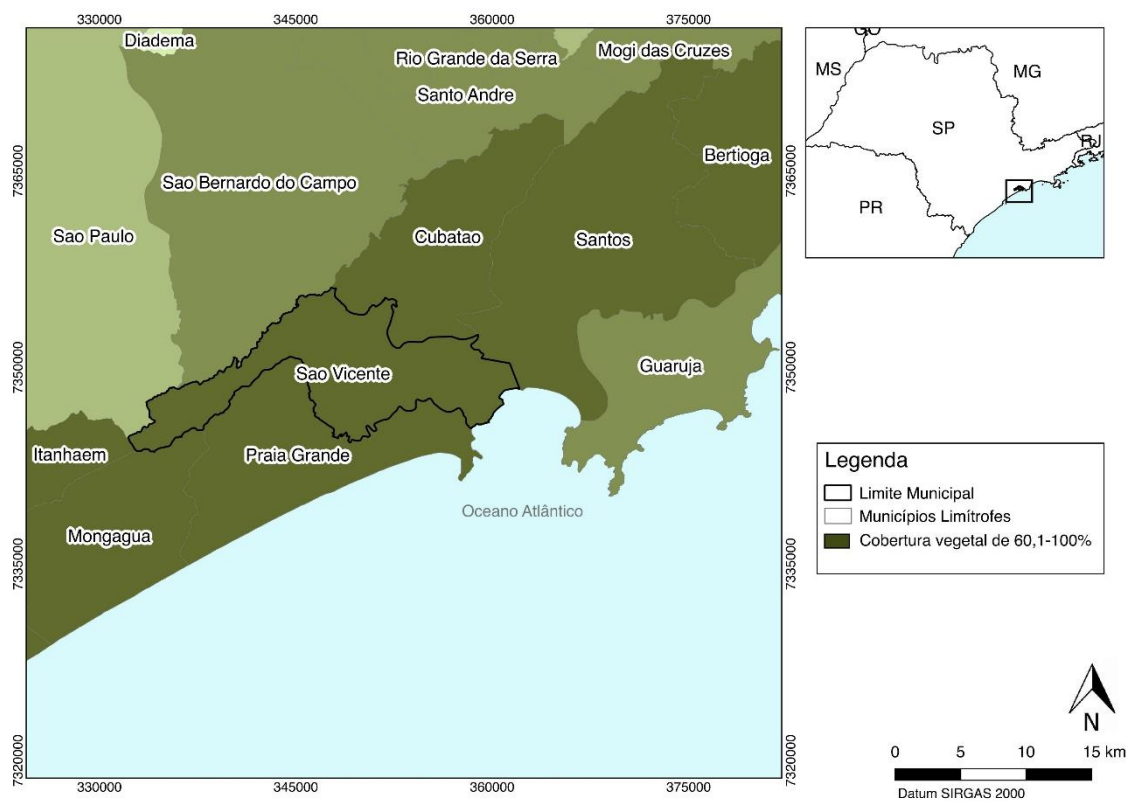 330000
345000
360000
375000
Diadema
Rio Grande da Serra
Mogi das Cruzes
Santo Andre
Bertioga
Sao Bernardo do Campo
Sao Paulo
Cubatao
Santos
Guaruja
Sao Vicente
Itanhaem
Praia Grande
Mongagua
Oceano Atlântico
7365000
7350000
7335000
7320000
7365000
7350000
7335000
7320000
330000
345000
360000
375000
MS
MG
SP
RJ
PR
Legenda
Limite Municipal
Municípios Limítrofes
Cobertura vegetal de 60,1-100%
N
0 5 10 15 km
Datum SIRGAS 2000